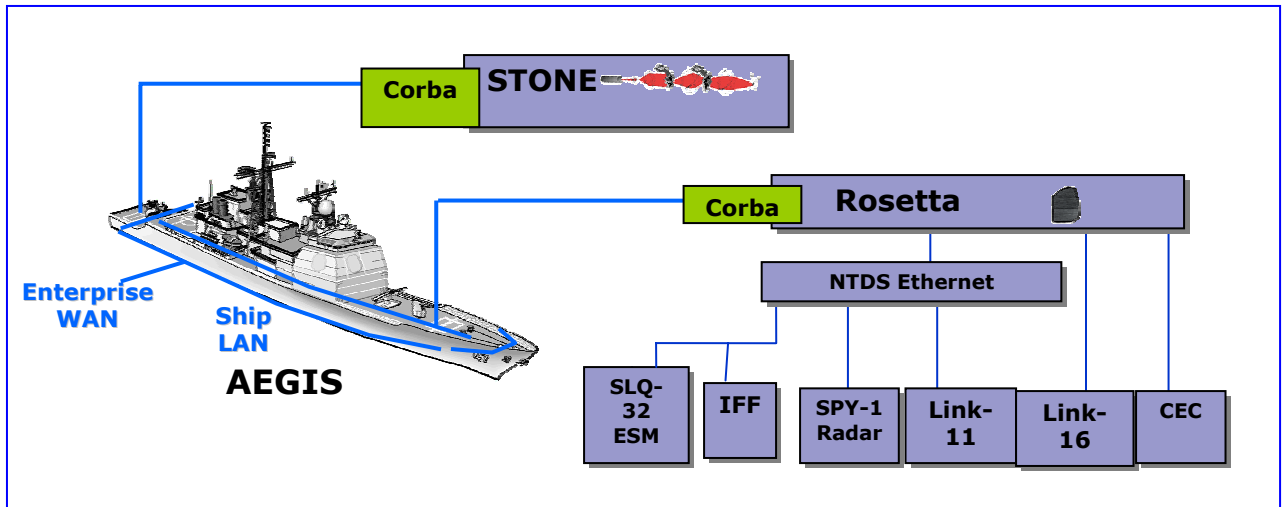 Corba
STONE
Corba
Rosetta
NTDS Ethernet
Enterprise
WAN
Ship
LAN
AEGIS
SLQ-
32
ESM
IFF
SPY-1
Radar
Link-
11
Link-
16
CEC